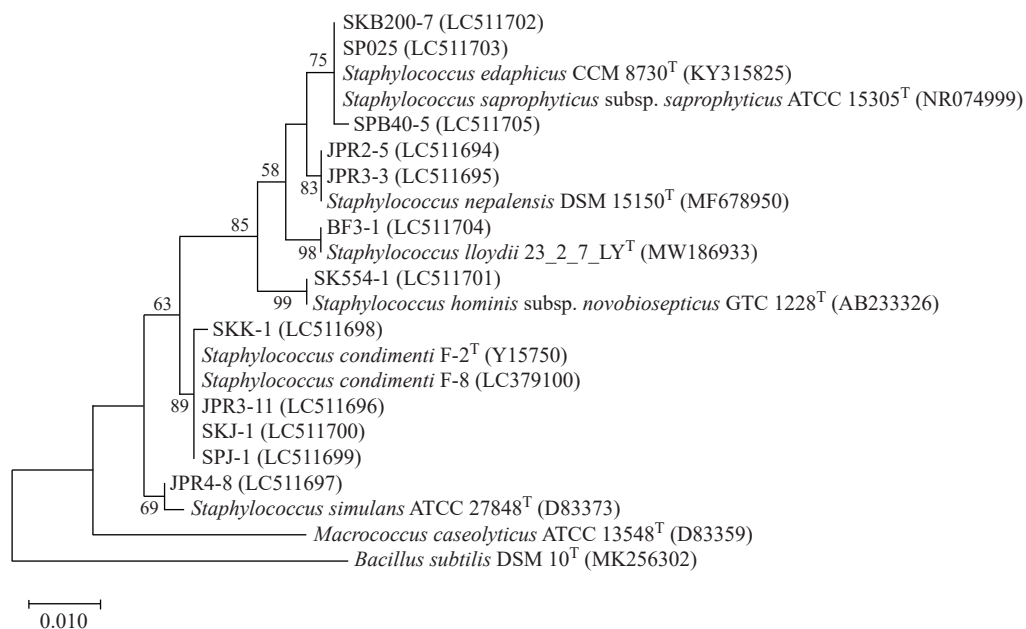 SKB200-7 (LC511702)
SP025 (LC511703)
75
Staphylococcus edaphicus CCM 8730ᵀ (KY315825)
Staphylococcus saprophyticus subsp. saprophyticus ATCC 15305ᵀ (NR074999)
SPB40-5 (LC511705)
JPR2-5 (LC511694)
58
JPR3-3 (LC511695)
83
Staphylococcus nepalensis DSM 15150ᵀ (MF678950)
85
BF3-1 (LC511704)
98
Staphylococcus lloydii 23_2_7_LYᵀ (MW186933)
SK554-1 (LC511701)
99
Staphylococcus hominis subsp. novobiosepticus GTC 1228ᵀ (AB233326)
63
SKK-1 (LC511698)
Staphylococcus condimenti F-2ᵀ (Y15750)
Staphylococcus condimenti F-8 (LC379100)
89
JPR3-11 (LC511696)
SKJ-1 (LC511700)
SPJ-1 (LC511699)
JPR4-8 (LC511697)
69
Staphylococcus simulans ATCC 27848ᵀ (D83373)
Macrococcus caseolyticus ATCC 13548ᵀ (D83359)
Bacillus subtilis DSM 10ᵀ (MK256302)
0.010